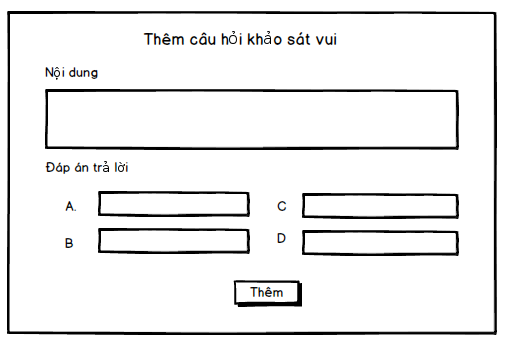 Thêm câu hỏi khảo sát vui
Nội dung
Đáp án trả lời
A.
C
B
D
Thêm